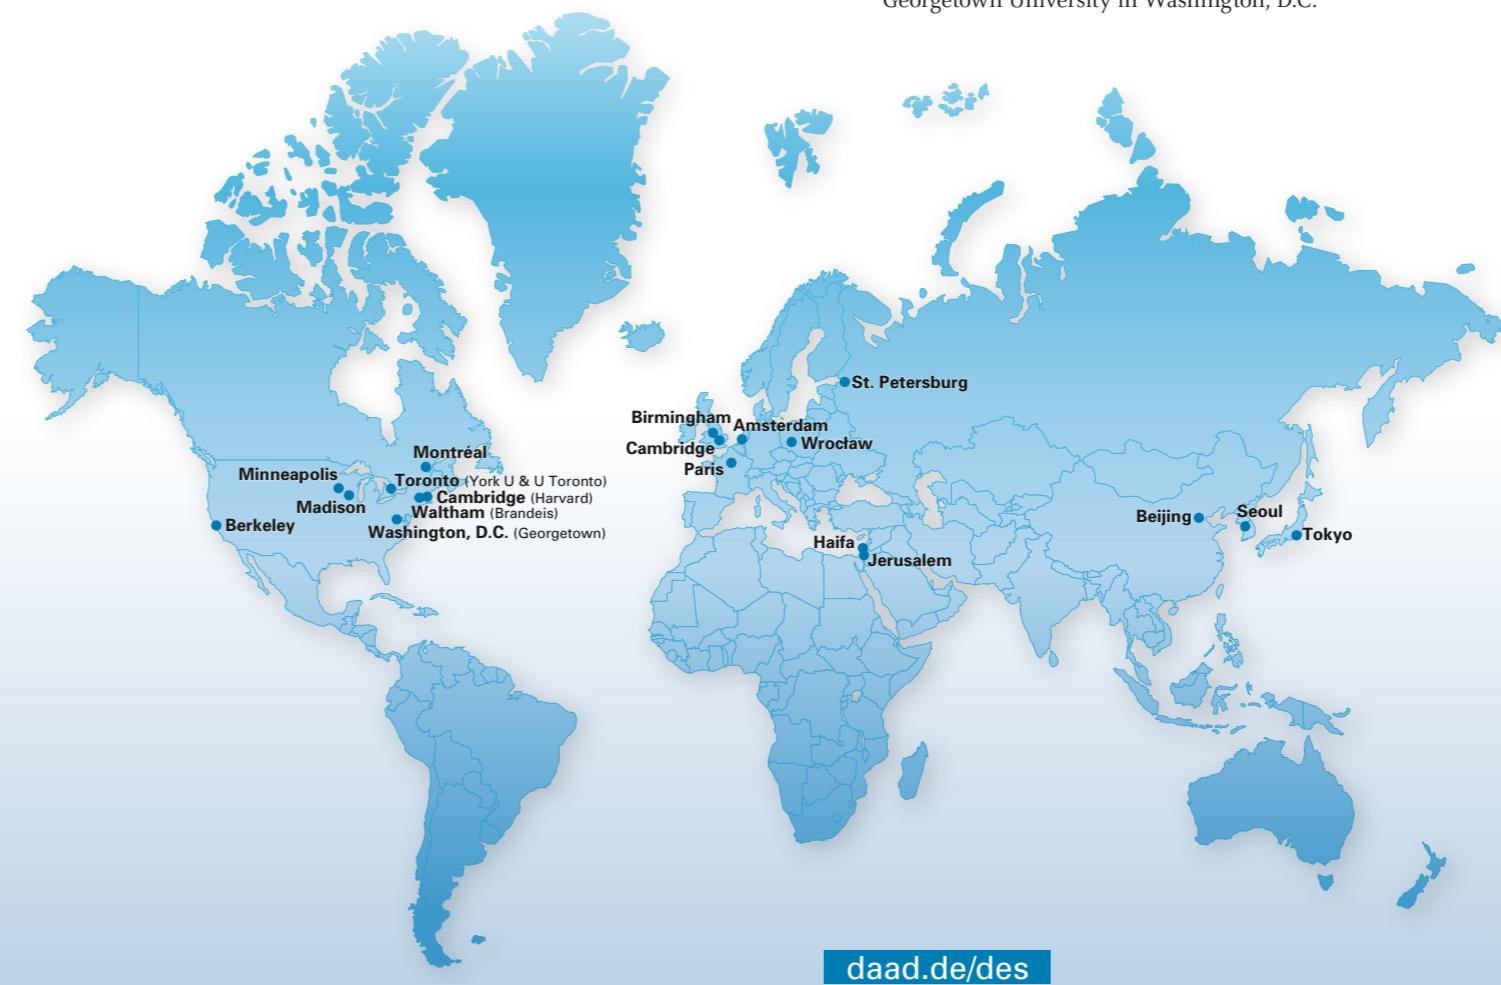 Georgetown University in Washington, D.C.
St. Petersburg
Birmingham
Amsterdam
Cambridge
Wrocław
Paris
Montréal
Minneapolis
Toronto (York U & U Toronto)
Madison
Cambridge (Harvard)
Waltham (Brandeis)
Berkeley
Washington, D.C. (Georgetown)
Beijing
Seoul
Tokyo
Haifa
Jerusalem
daad.de/des